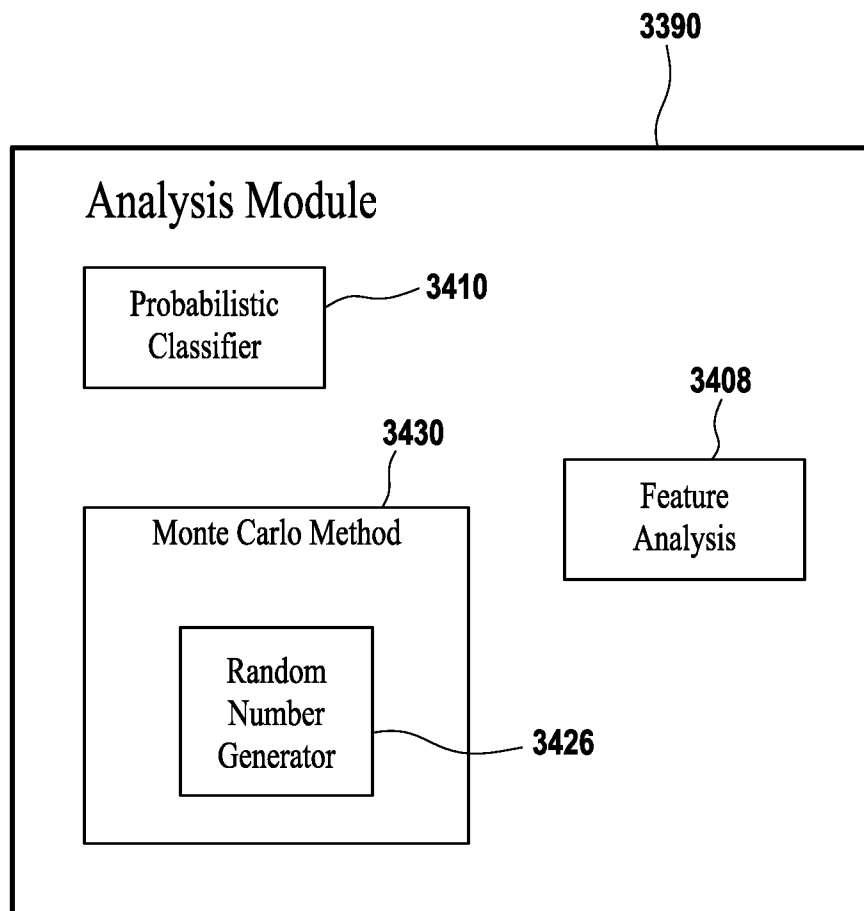 3390
Analysis Module
Probabilistic
Classifier
3410
3408
3430
Feature
Analysis
Monte Carlo Method
Random
Number
Generator
3426